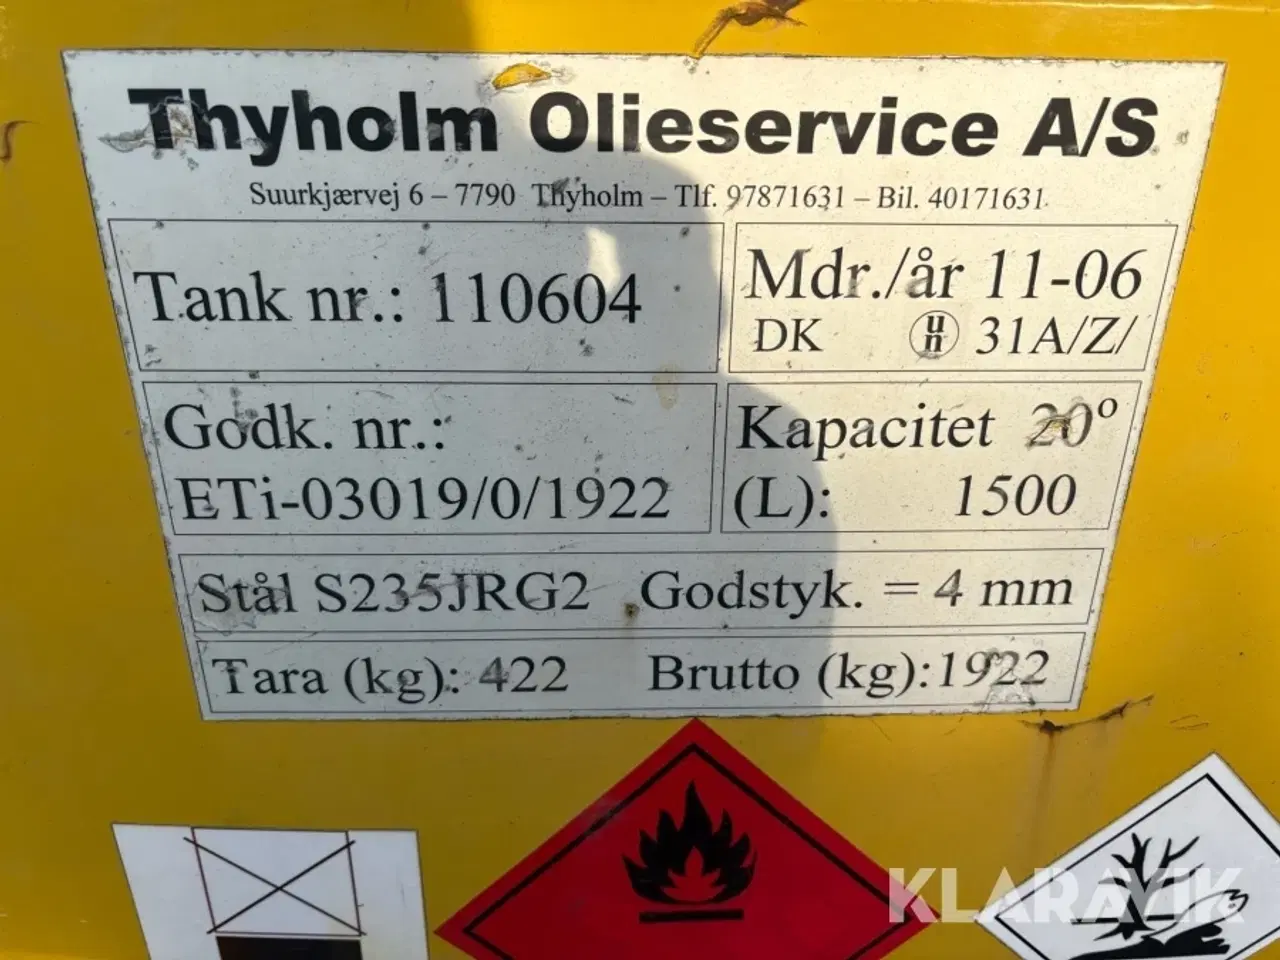 Thyholm Olieservice A/S
Suurkjærvej 6 – 7790 Thyholm – Tlf. 97871631 – Bil. 40171631
Tank nr.: 110604
Mdr./år 11-06
DK un 31A/Z/
Godk. nr.:
ETi-03019/0/1922
Kapacitet 20°
(L): 1500
Stål S235JRG2 Godstyk. = 4 mm
Tara (kg): 422 Brutto (kg):1922
KLARAVIK